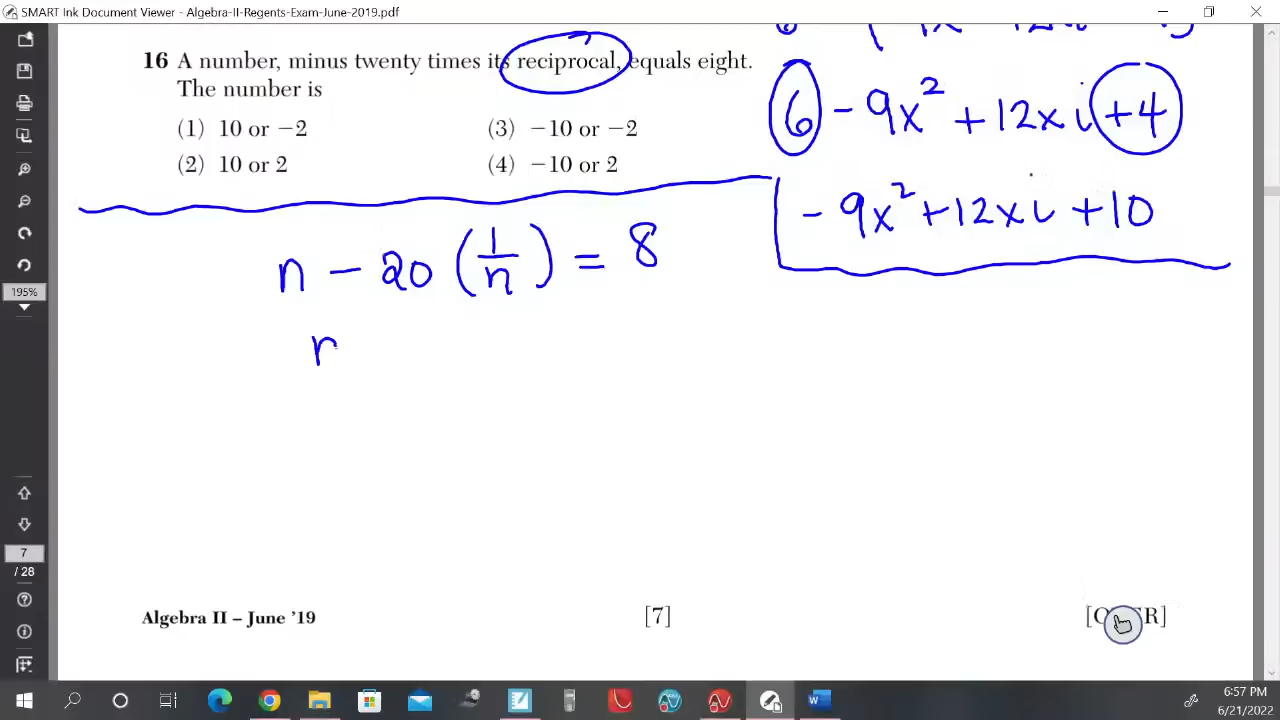 SMART Ink Document Viewer - Algebra-II-Regents-Exam-June-2019.pdf
16 A number, minus twenty times its reciprocal, equals eight.
The number is
(1) 10 or −2
(3) −10 or −2
(2) 10 or 2
(4) −10 or 2
6 - 9x² + 12xi + 4
- 9x² + 12xi + 10
n - 20 (1/n) = 8
195%
7
/ 28
Algebra II – June ’19
[7]
6:57 PM
6/21/2022